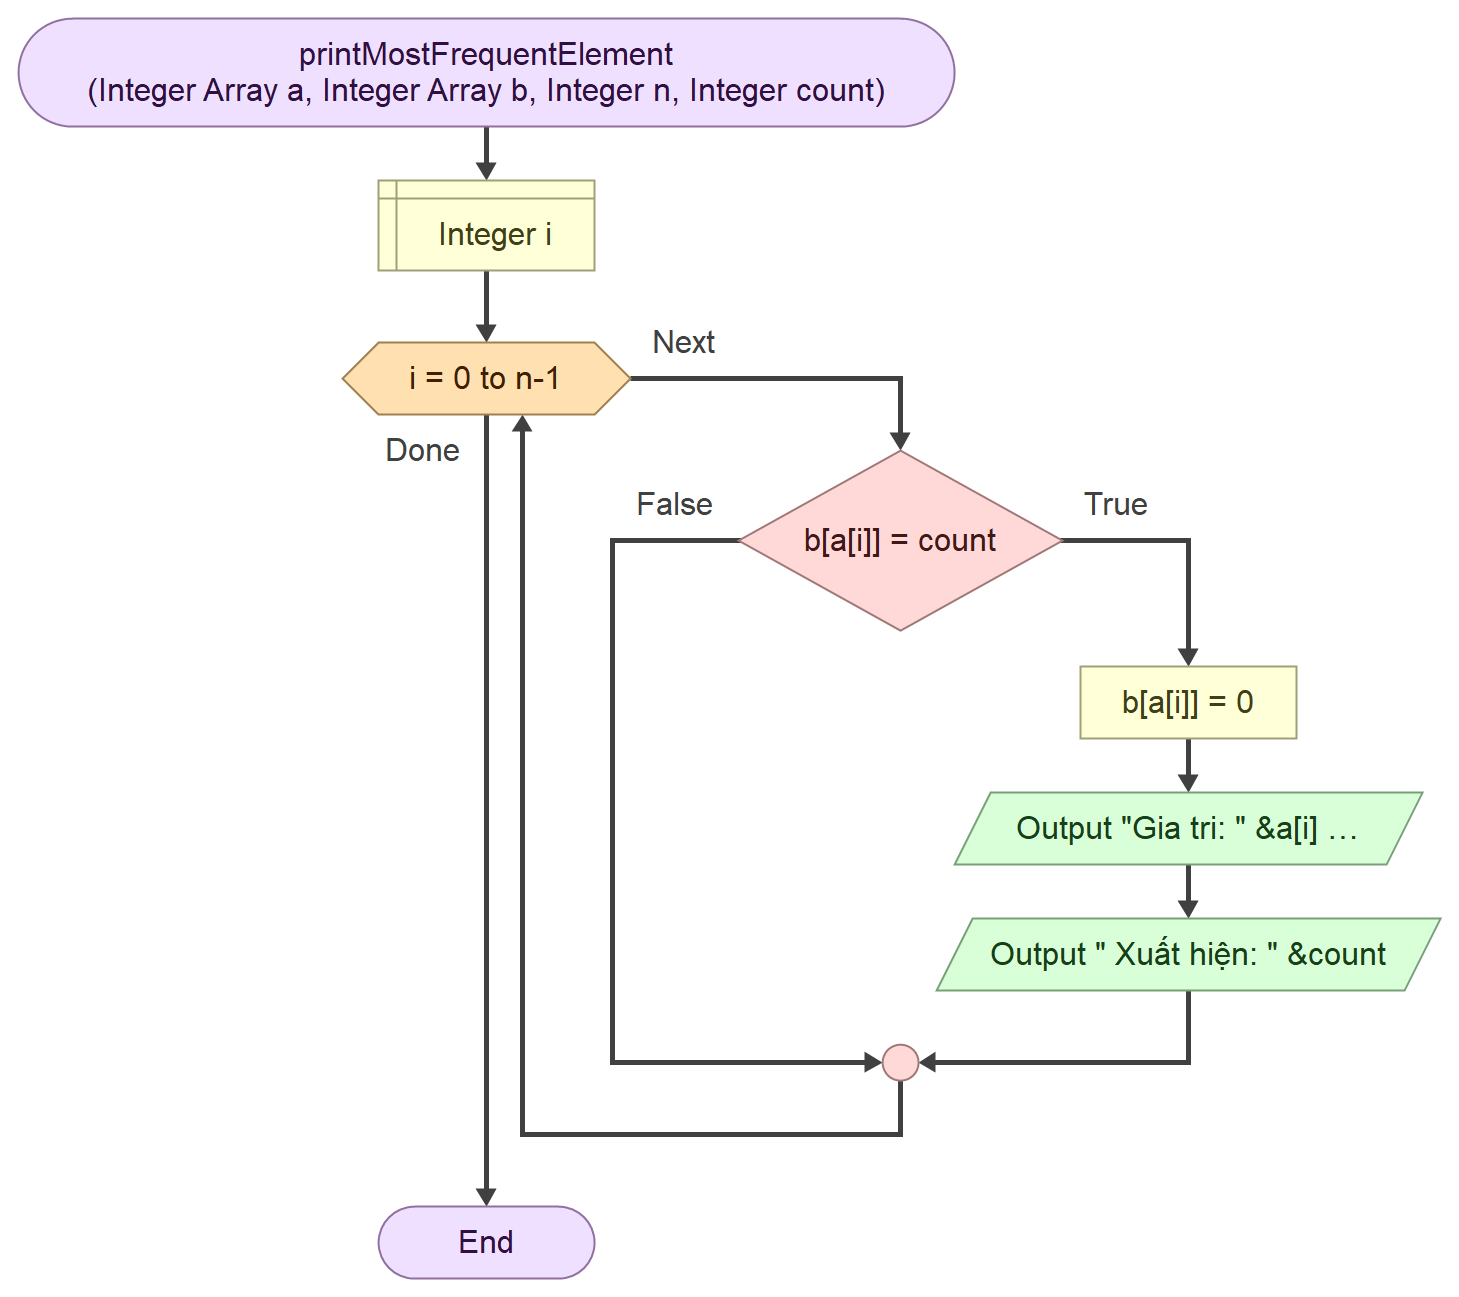 printMostFrequentElement
(Integer Array a, Integer Array b, Integer n, Integer count)
Integer i
i = 0 to n-1
Next
Done
False
True
b[a[i]] = count
b[a[i]] = 0
Output "Gia tri: " &a[i] …
Output " Xuất hiện: " &count
End